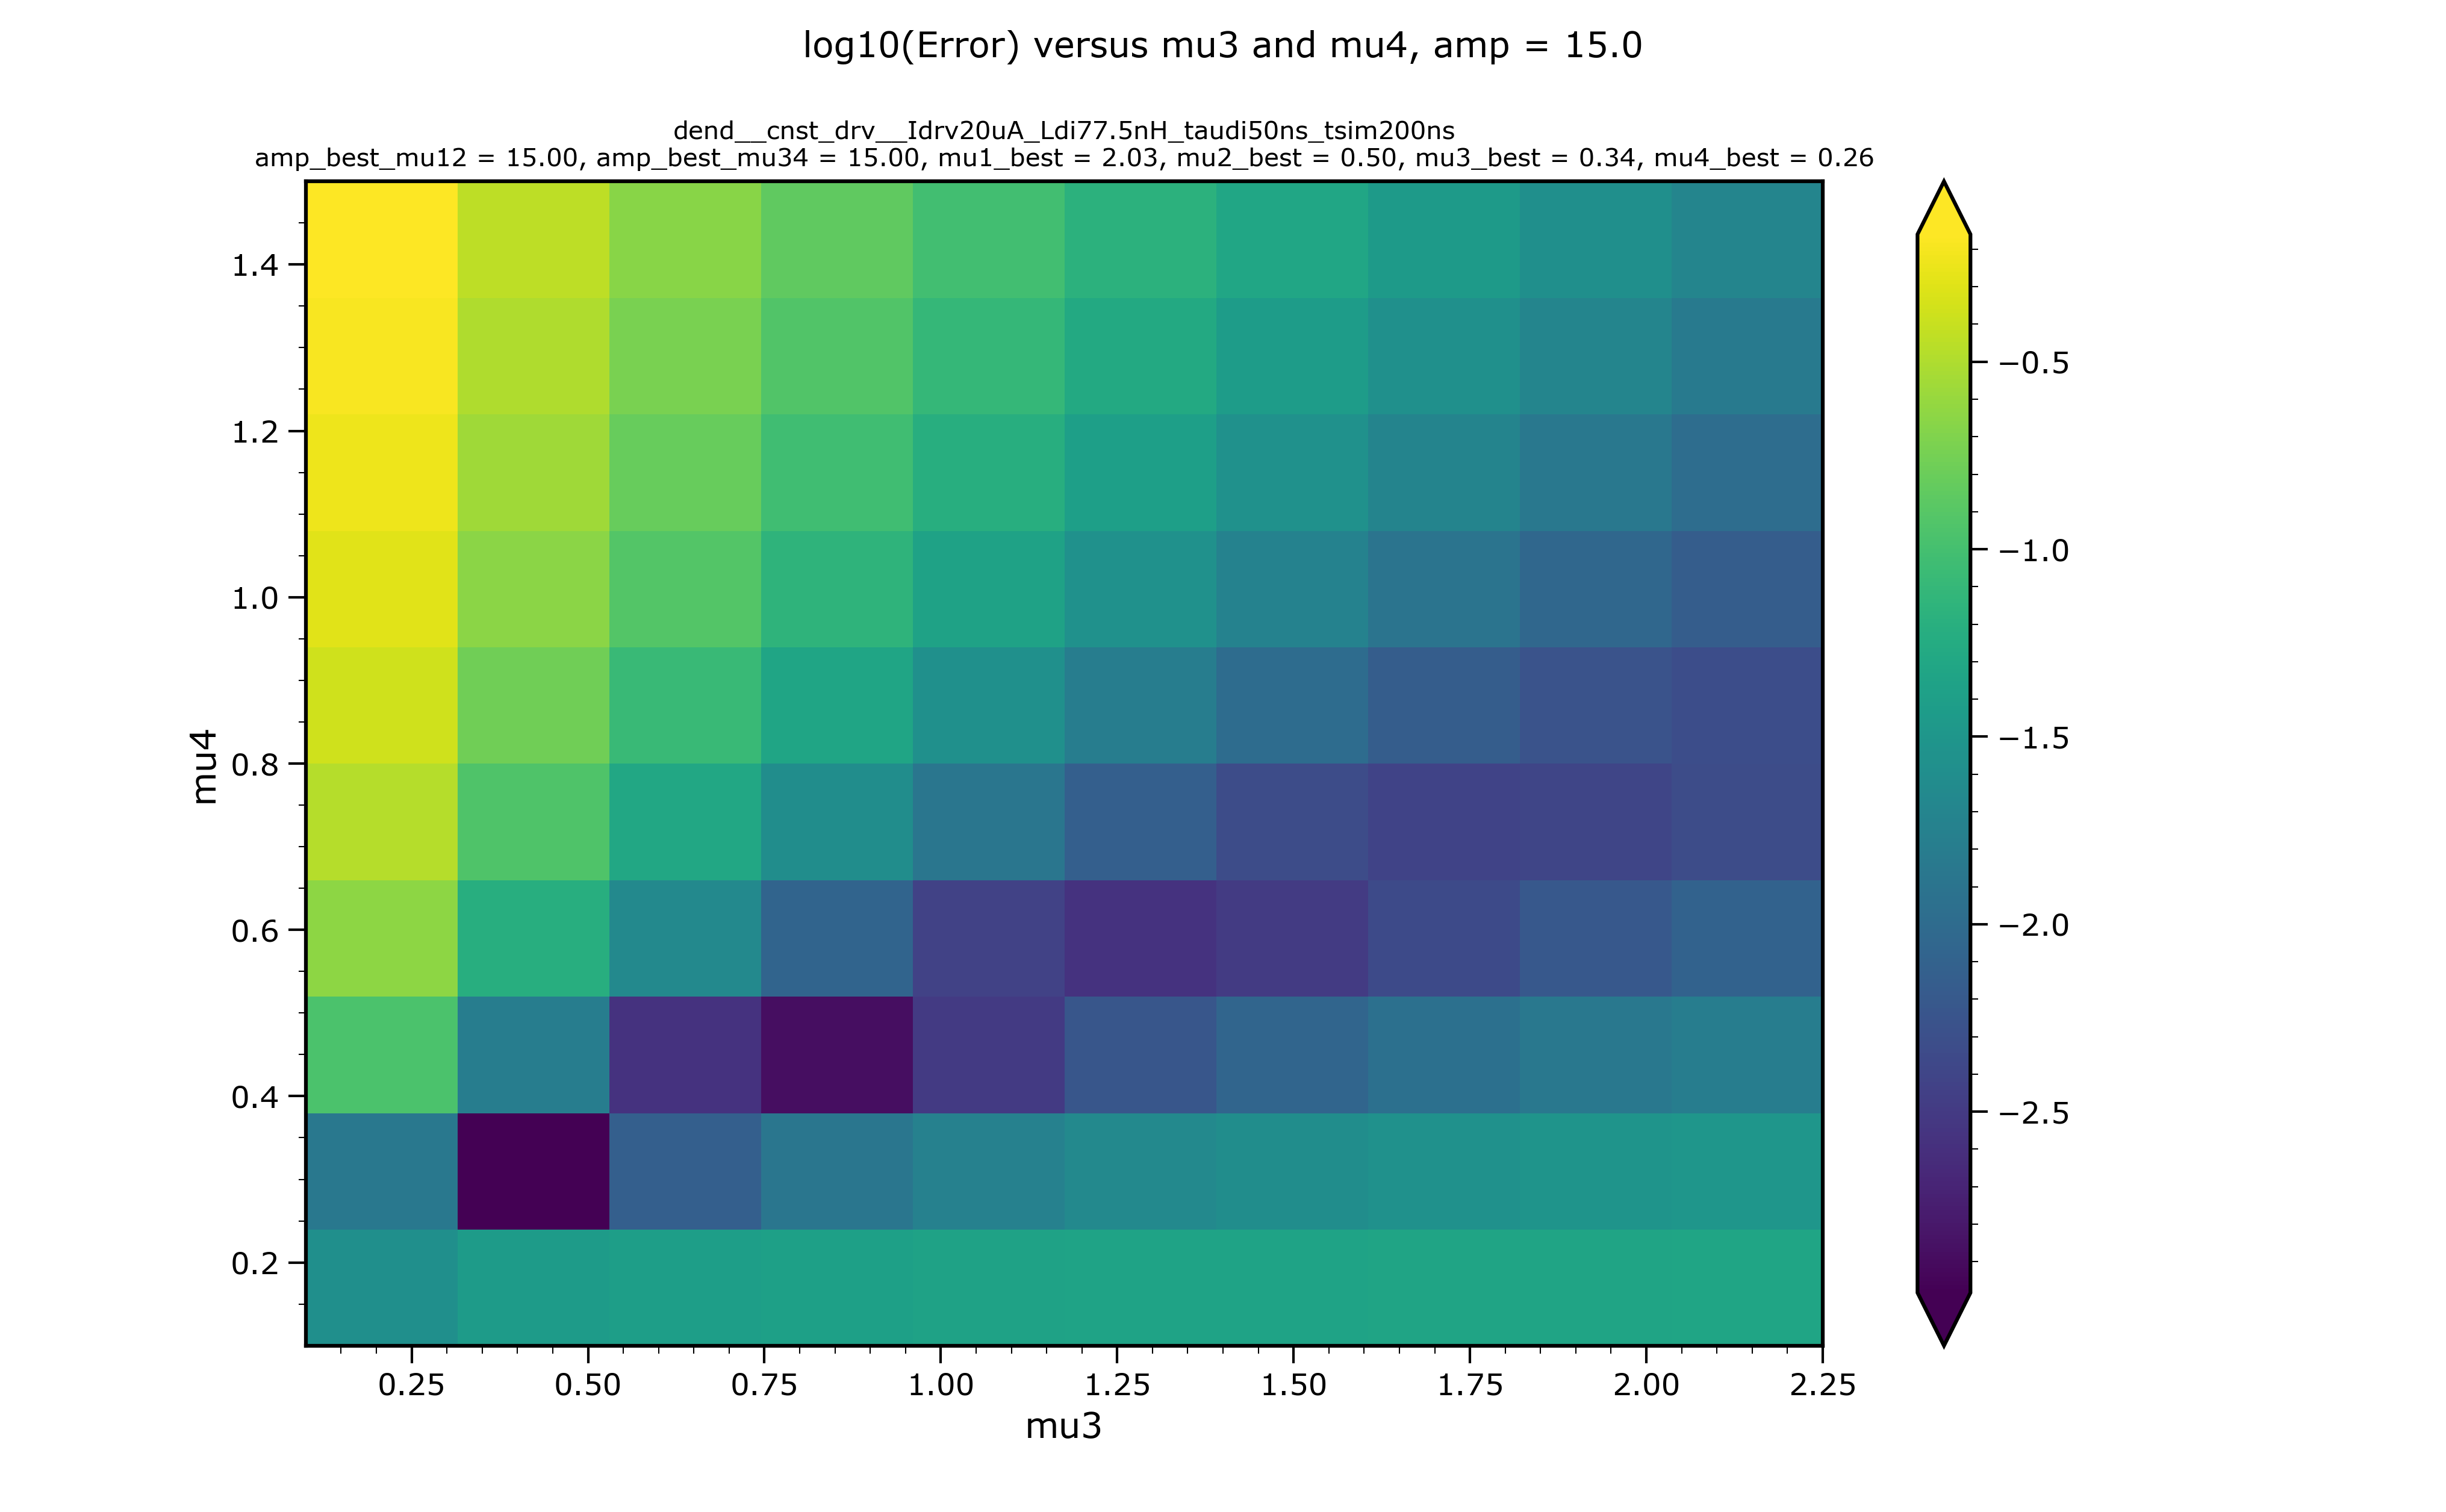 log10(Error) versus mu3 and mu4, amp = 15.0
dend__cnst_drv__Idrv20uA_Ldi77.5nH_taudi50ns_tsim200ns
amp_best_mu12 = 15.00, amp_best_mu34 = 15.00, mu1_best = 2.03, mu2_best = 0.50, mu3_best = 0.34, mu4_best = 0.26
mu4
1.4
1.2
1.0
0.8
0.6
0.4
0.2
0.25 0.50 0.75 1.00 1.25 1.50 1.75 2.00 2.25
mu3
−0.5
−1.0
−1.5
−2.0
−2.5